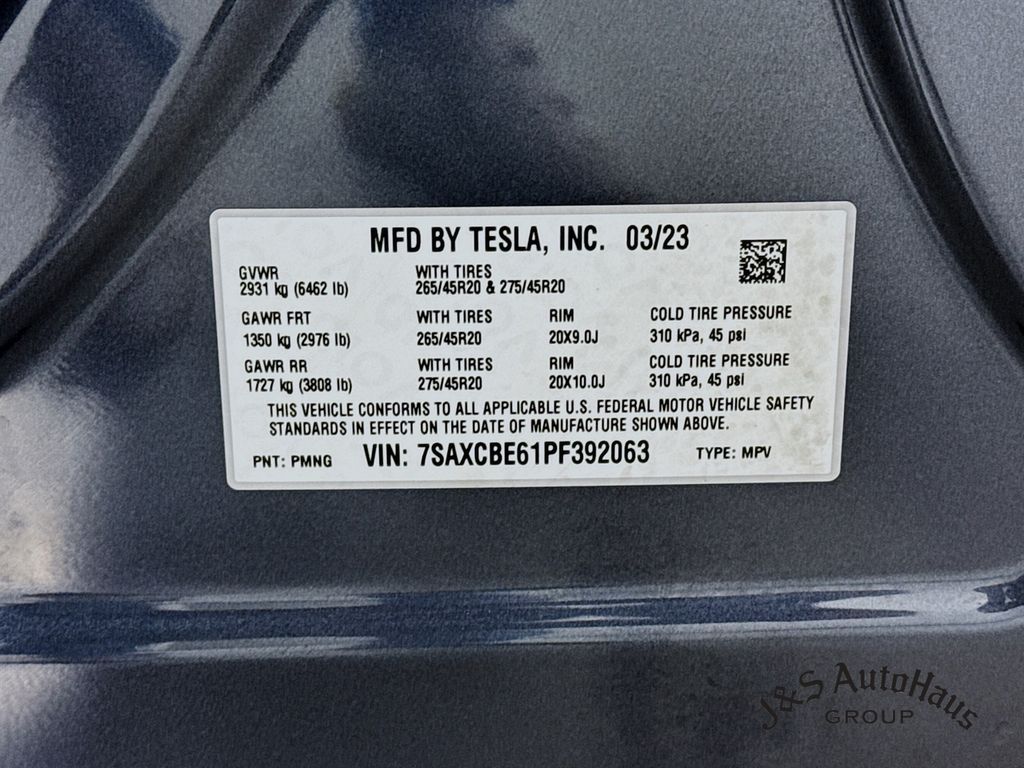 MFD BY TESLA, INC. 03/23
GVWR WITH TIRES
2931 kg (6462 lb) 265/45R20 & 275/45R20
GAWR FRT WITH TIRES RIM COLD TIRE PRESSURE
1350 kg (2976 lb) 265/45R20 20X9.0J 310 kPa, 45 psi
GAWR RR WITH TIRES RIM COLD TIRE PRESSURE
1727 kg (3808 lb) 275/45R20 20X10.0J 310 kPa, 45 psi
THIS VEHICLE CONFORMS TO ALL APPLICABLE U.S. FEDERAL MOTOR VEHICLE SAFETY
STANDARDS IN EFFECT ON THE DATE OF MANUFACTURE SHOWN ABOVE.
PNT: PMNG VIN: 7SAXCBE61PF392063 TYPE: MPV
J&S AutoHaus
GROUP